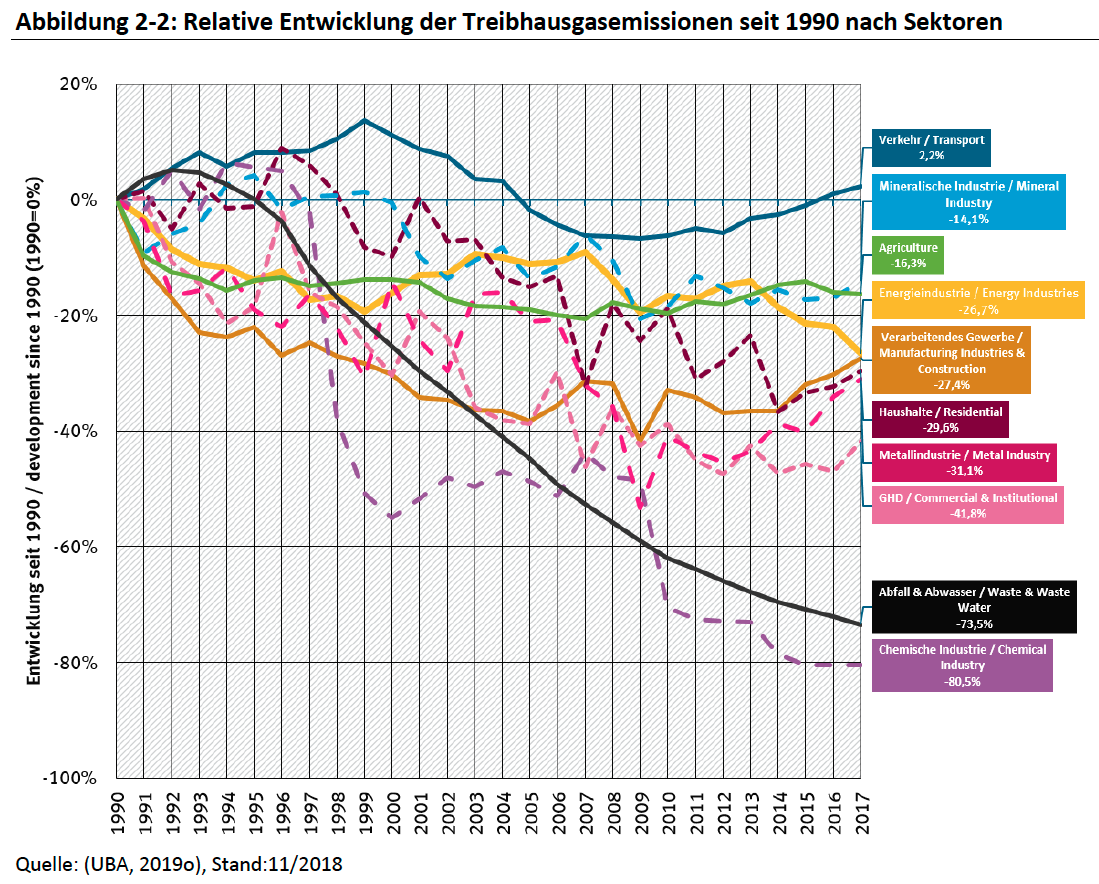 Abbildung 2-2: Relative Entwicklung der Treibhausgasemissionen seit 1990 nach Sektoren
Entwicklung seit 1990 / development since 1990 (1990=0%)
20%
0%
-20%
-40%
-60%
-80%
-100%
1990
1991
1992
1993
1994
1995
1996
1997
1998
1999
2000
2001
2002
2003
2004
2005
2006
2007
2008
2009
2010
2011
2012
2013
2014
2015
2016
2017
Verkehr / Transport
2,2%
Mineralische Industrie / Mineral
Industry
-14,1%
Agriculture
-16,3%
Energieindustrie / Energy Industries
-26,7%
Verarbeitendes Gewerbe /
Manufacturing Industries &
Construction
-27,4%
Haushalte / Residential
-29,6%
Metallindustrie / Metal Industry
-31,1%
GHD / Commercial & Institutional
-41,8%
Abfall & Abwasser / Waste & Waste
Water
-73,5%
Chemische Industrie / Chemical
Industry
-80,5%
Quelle: (UBA, 2019o), Stand:11/2018